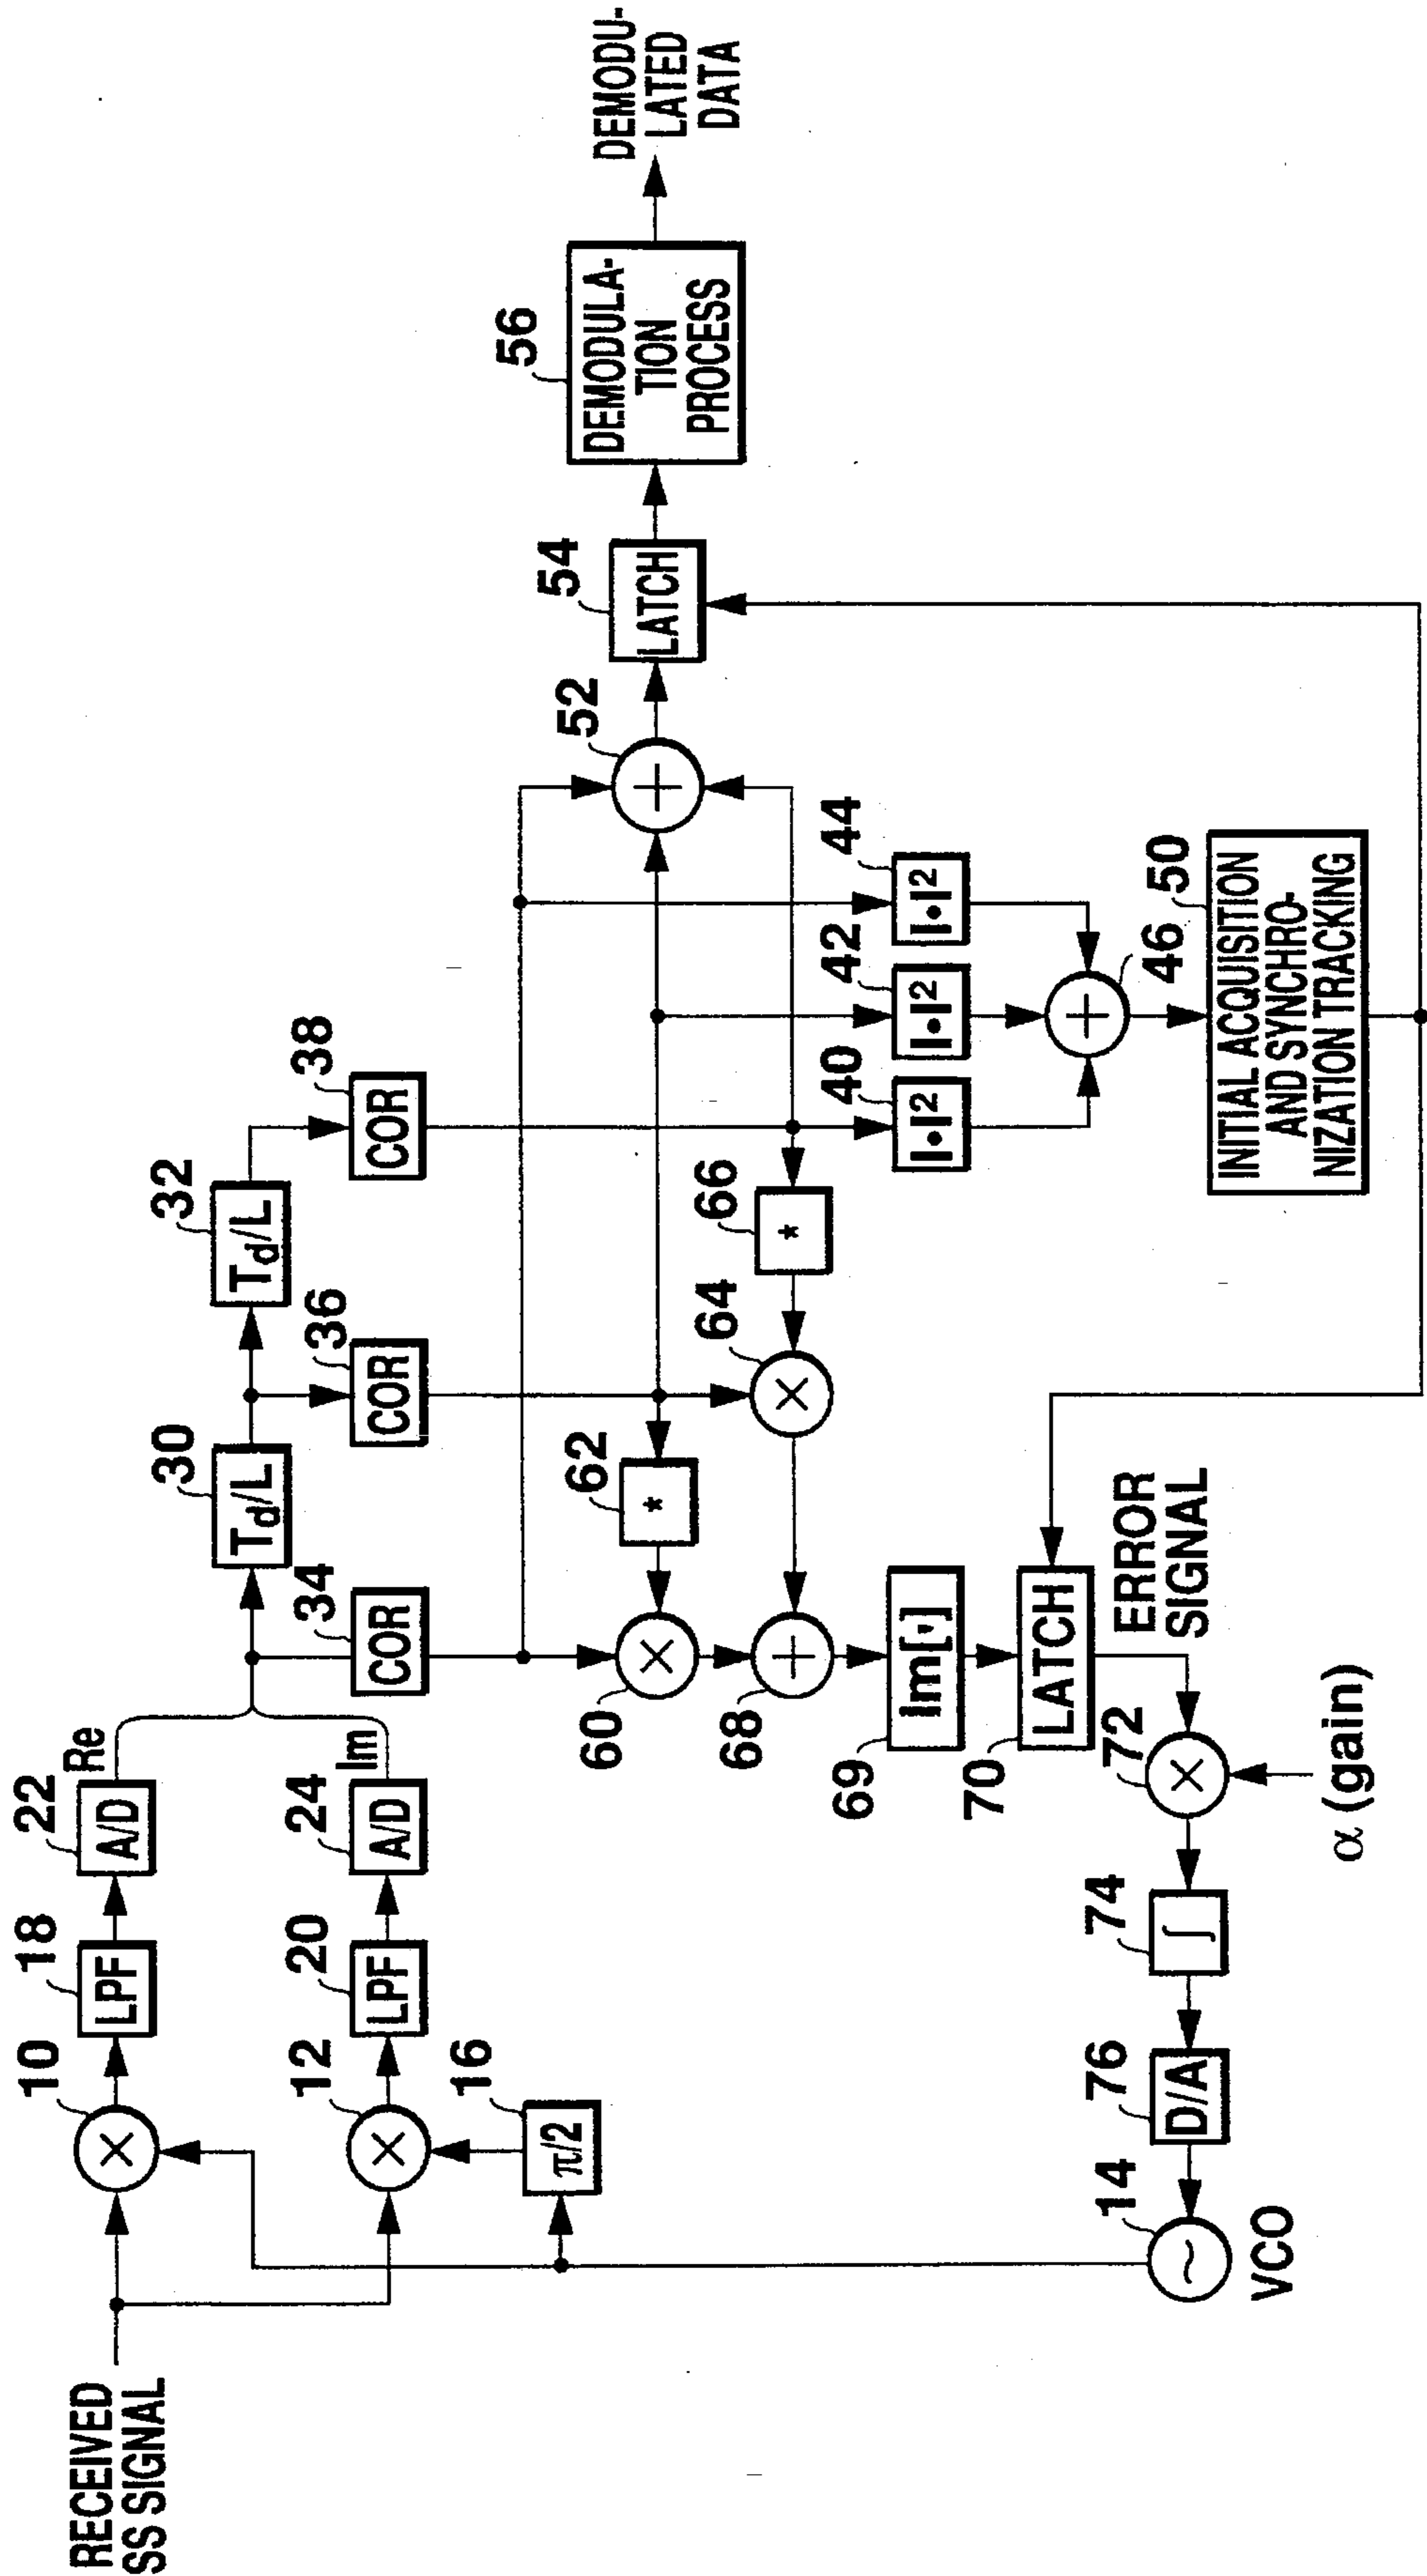 RECEIVED
SS SIGNAL
10
×
18
LPF
22
A/D
Re
12
×
20
LPF
24
A/D
Im
16
π/2
30
Td/L
32
Td/L
34
COR
36
COR
38
COR
60
×
62
*
64
×
66
*
68
+
69
Im[·]
70
LATCH
ERROR
SIGNAL
72
×
α (gain)
74
∫
76
D/A
14
~
VCO
40
|•|²
42
|•|²
44
|•|²
46
+
50
INITIAL ACQUISITION
AND SYNCHRO-
NIZATION TRACKING
52
+
54
LATCH
56
DEMODULA-
TION
PROCESS
DEMODU-
LATED
DATA